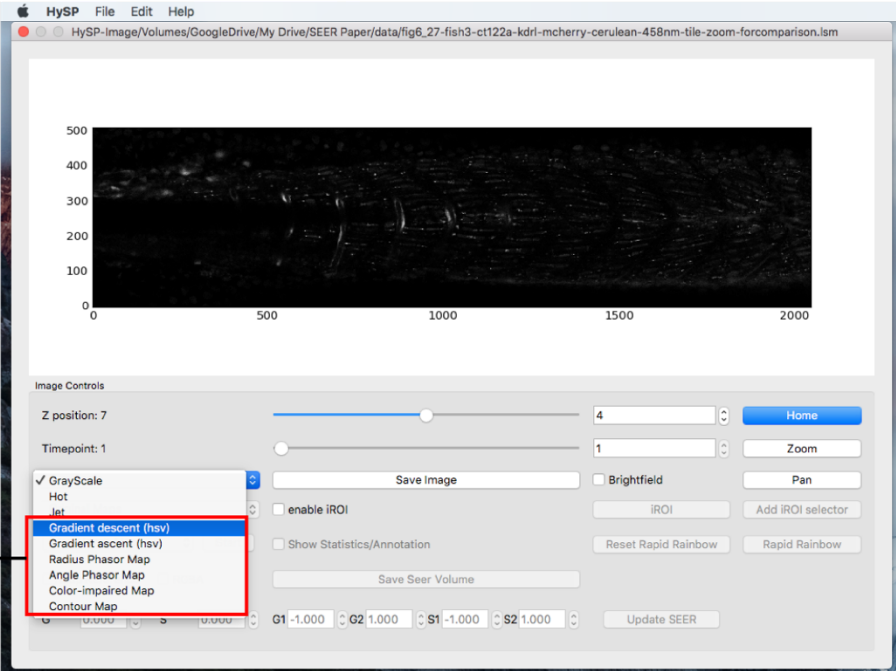 HySP File Edit Help
HySP-Image/Volumes/GoogleDrive/My Drive/SEER Paper/data/fig6_27-fish3-ct122a-kdrl-mcherry-cerulean-458nm-tile-zoom-forcomparison.lsm
500
400
300
200
100
0
0 500 1000 1500 2000
Image Controls
Z position: 7 4 Home
Timepoint: 1 1 Zoom
✓ GrayScale Save Image Brightfield Pan
Hot
Jet enable iROI iROI Add iROI selector
Gradient descent (hsv)
Gradient ascent (hsv) Show Statistics/Annotation Reset Rapid Rainbow Rapid Rainbow
Radius Phasor Map
Angle Phasor Map Save Seer Volume
Color-impaired Map
Contour Map
G 0.000 S 0.000 G1 -1.000 G2 1.000 S1 -1.000 S2 1.000 Update SEER